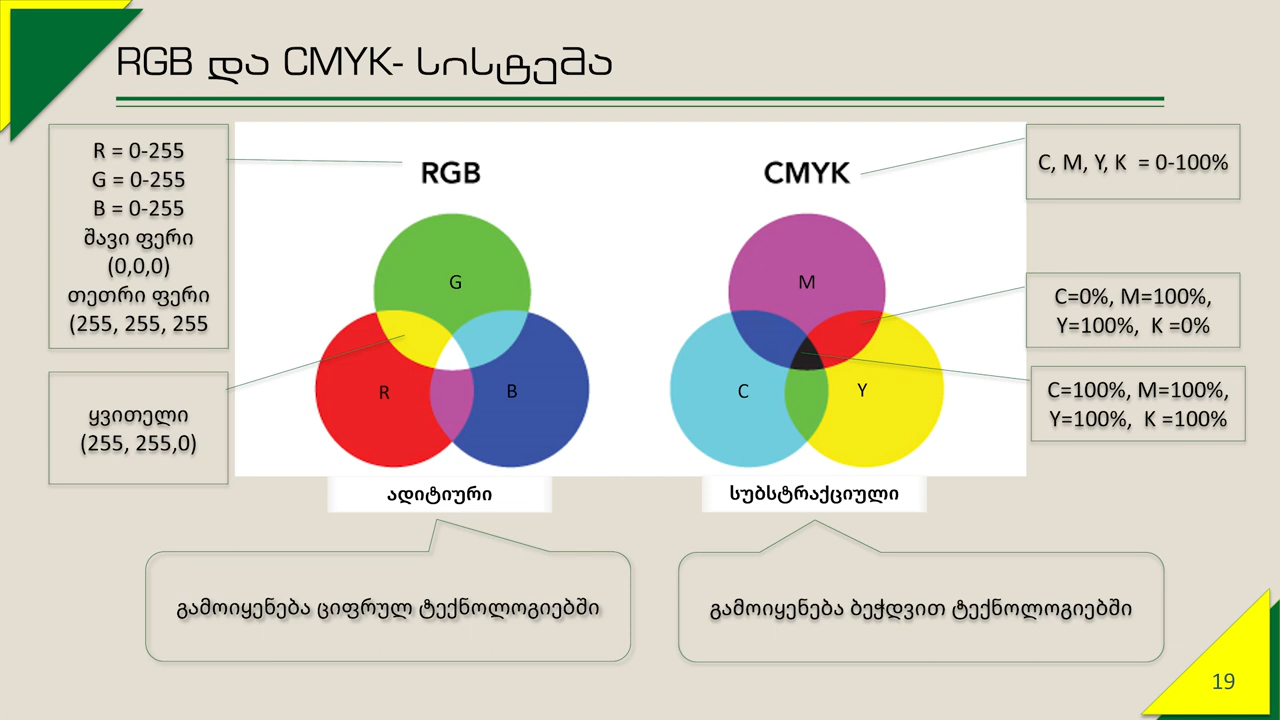 RGB და CMYK- სისტემა
R = 0-255
G = 0-255
B = 0-255
შავი ფერი
(0,0,0)
თეთრი ფერი
(255, 255, 255
ყვითელი
(255, 255,0)
RGB
G
R
B
ადიტიური
გამოიყენება ციფრულ ტექნოლოგიებში
CMYK
M
C
Y
სუბსტრაქციული
გამოიყენება ბეჭდვით ტექნოლოგიებში
C, M, Y, K = 0-100%
C=0%, M=100%,
Y=100%, K =0%
C=100%, M=100%,
Y=100%, K =100%
19